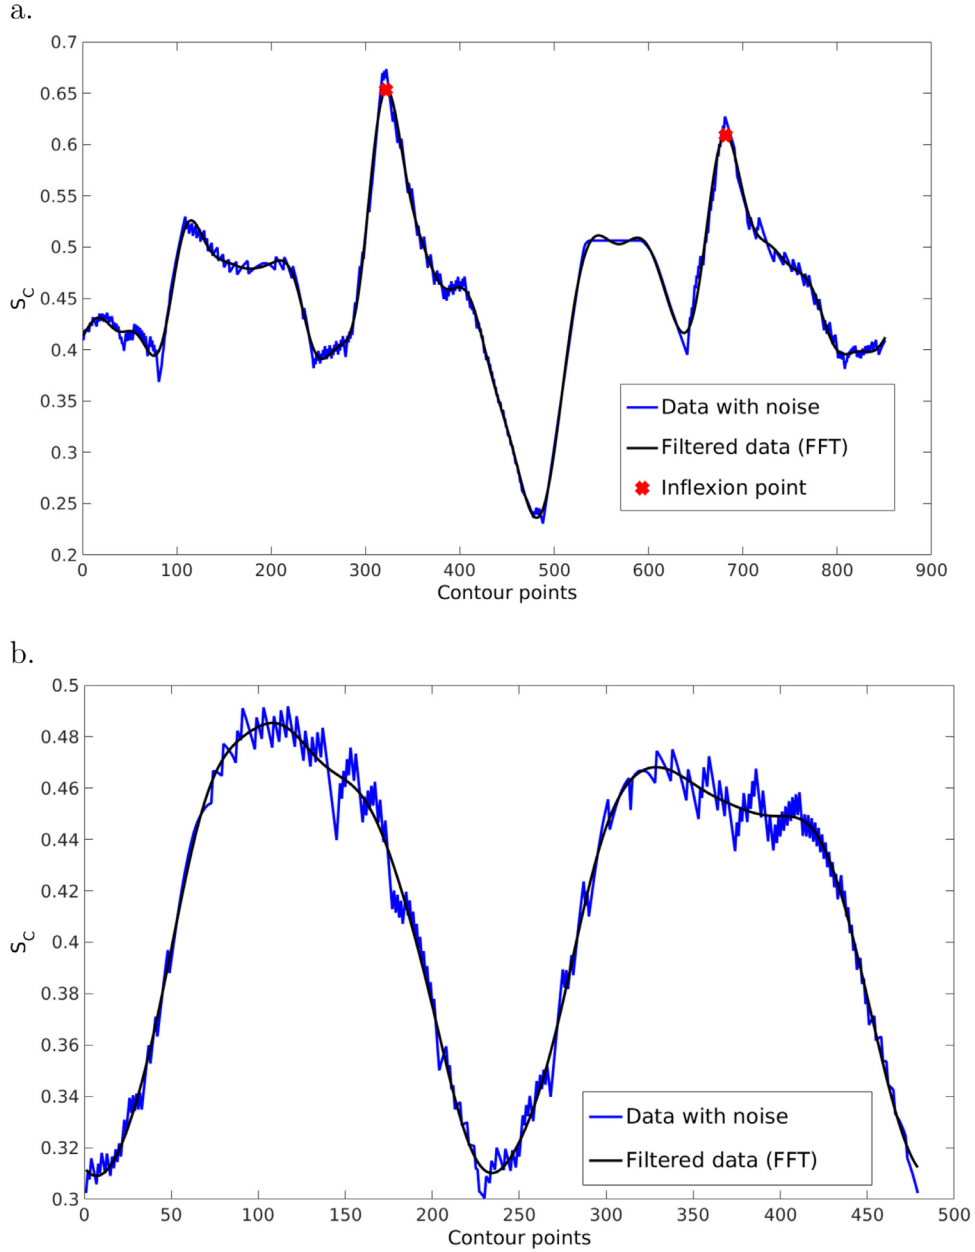 a.
0.7
0.65
0.6
0.55
0.5
0.45
0.4
0.35
0.3
0.25
0.2
S_C
0 100 200 300 400 500 600 700 800 900
Contour points
Data with noise
Filtered data (FFT)
Inflexion point
b.
0.5
0.48
0.46
0.44
0.42
0.4
0.38
0.36
0.34
0.32
0.3
S_C
0 50 100 150 200 250 300 350 400 450 500
Contour points
Data with noise
Filtered data (FFT)